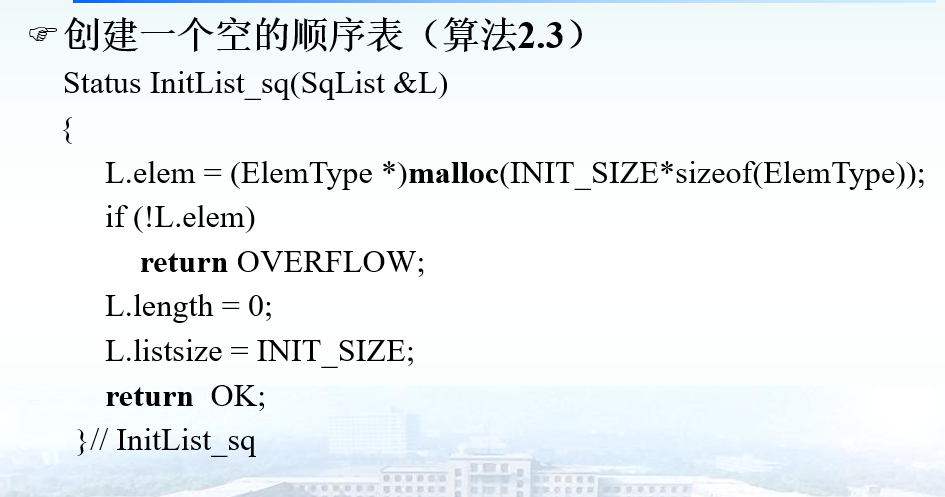 ☞创建一个空的顺序表（算法2.3）
Status InitList_sq(SqList &L)
{
L.elem = (ElemType *)malloc(INIT_SIZE*sizeof(ElemType));
if (!L.elem)
return OVERFLOW;
L.length = 0;
L.listsize = INIT_SIZE;
return OK;
}// InitList_sq